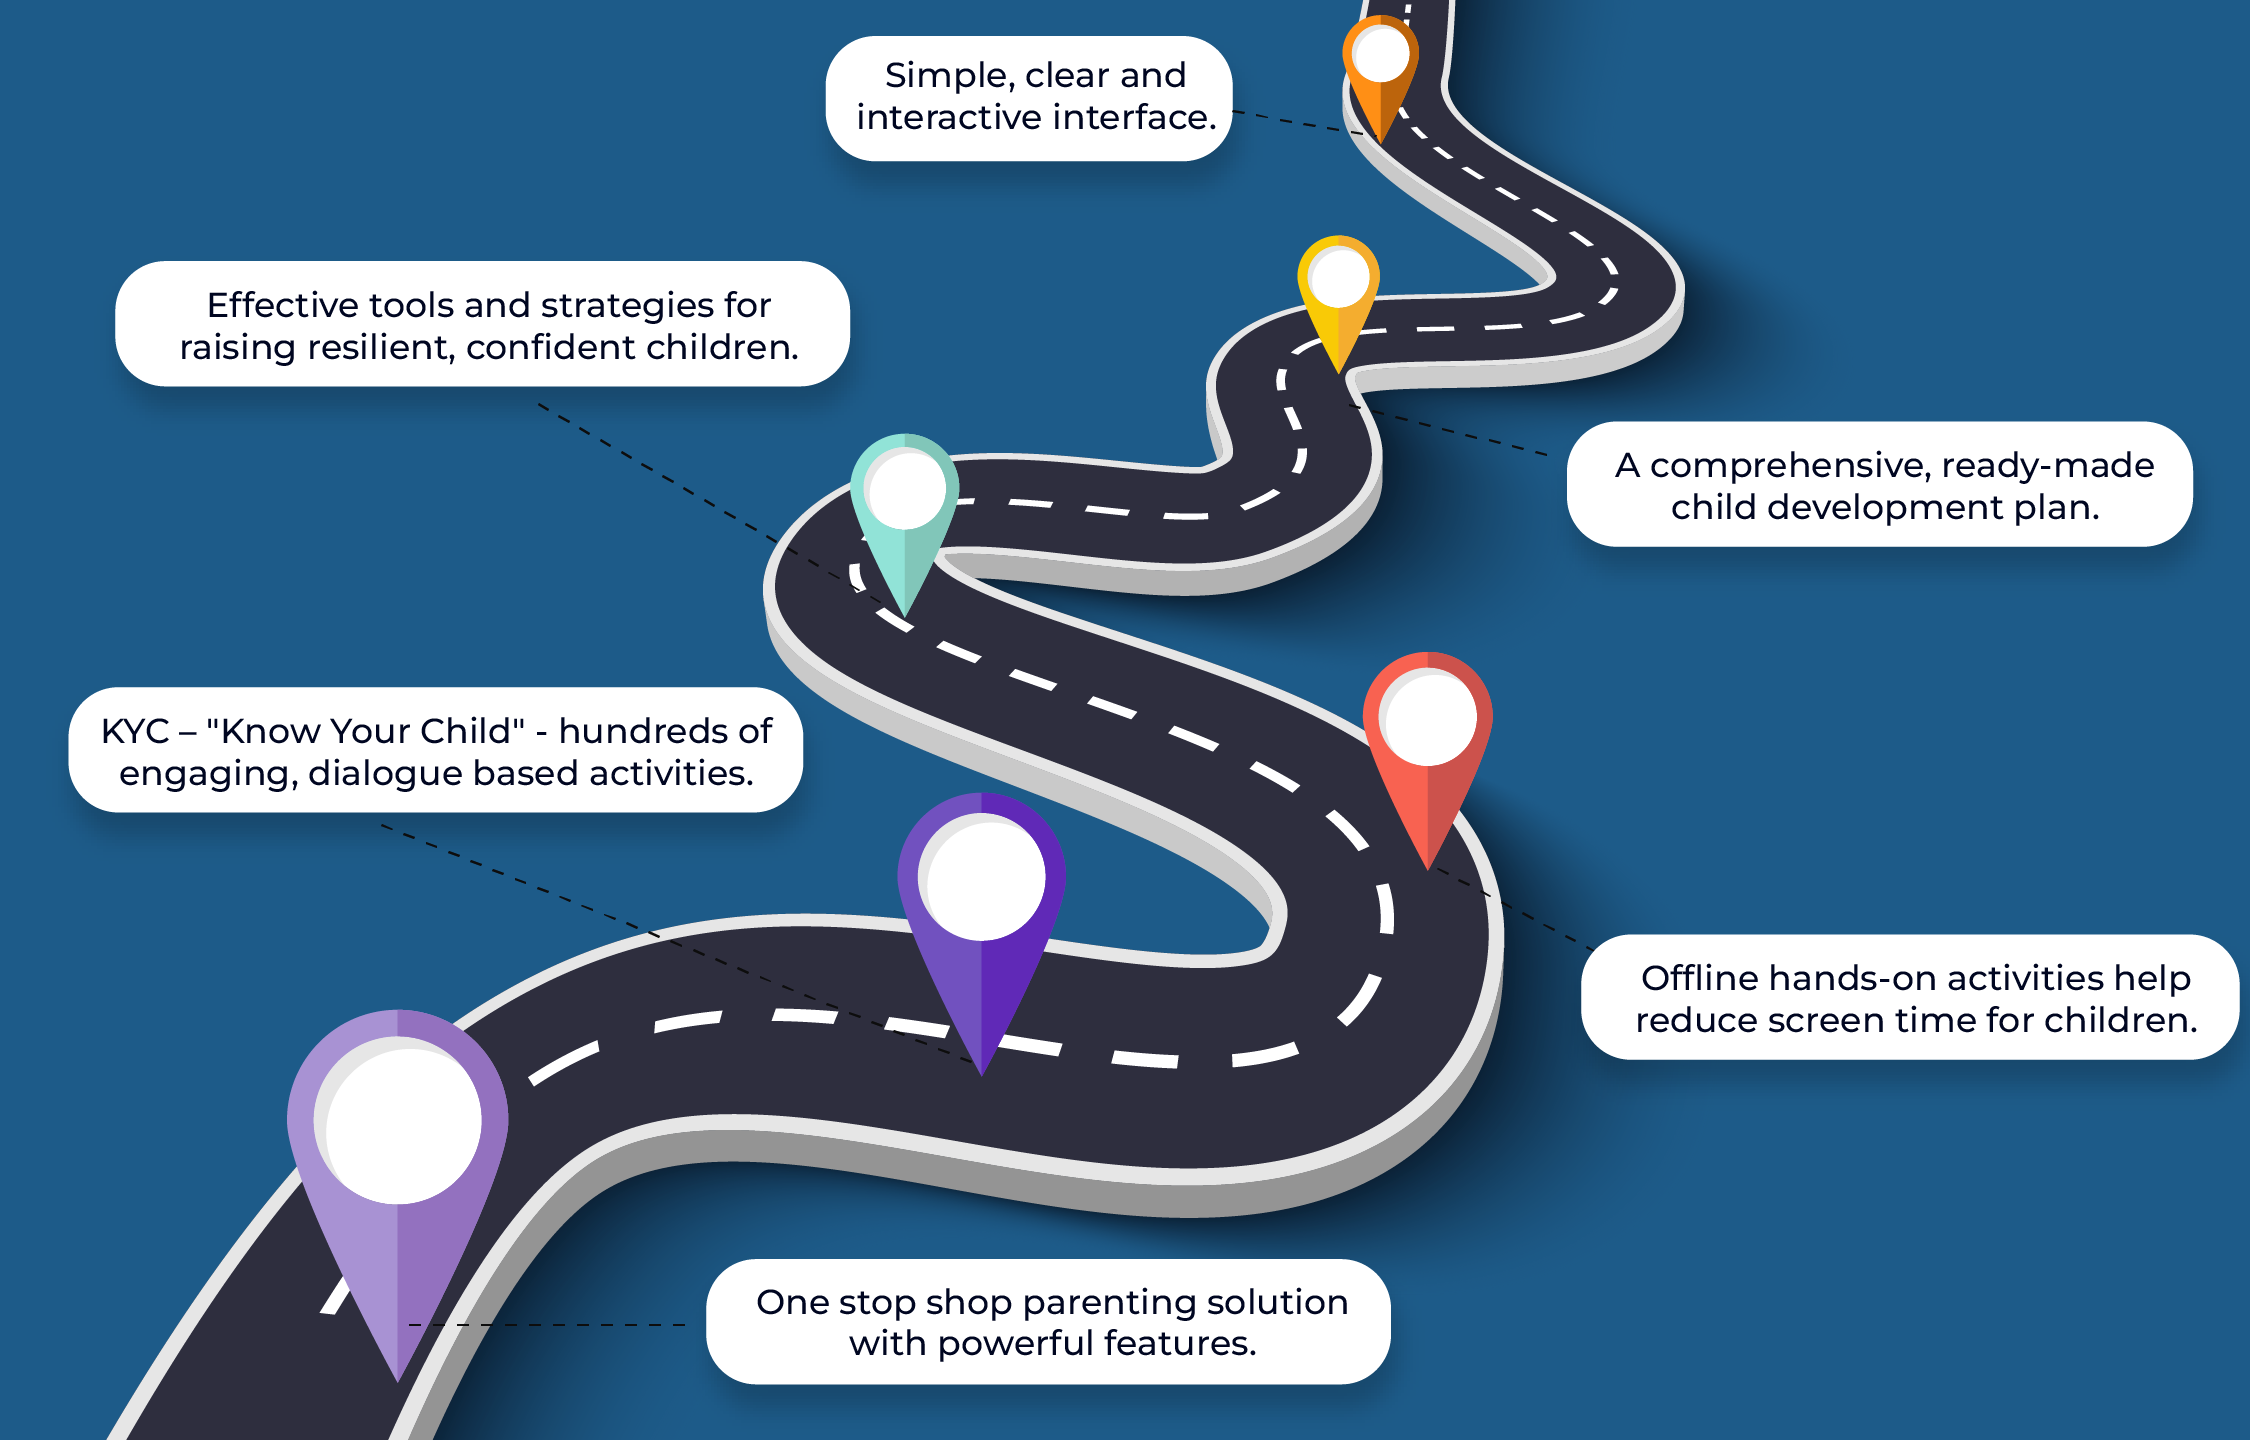 Simple, clear and
interactive interface.
Effective tools and strategies for
raising resilient, confident children.
A comprehensive, ready-made
child development plan.
KYC – "Know Your Child" - hundreds of
engaging, dialogue based activities.
Offline hands-on activities help
reduce screen time for children.
One stop shop parenting solution
with powerful features.